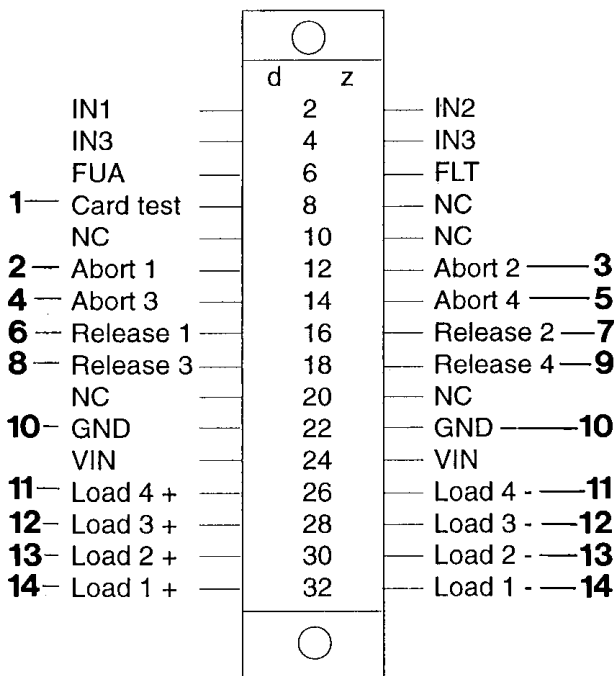 d z
IN1 2 IN2
IN3 4 IN3
FUA 6 FLT
1 Card test 8 NC
NC 10 NC
2 Abort 1 12 Abort 2 3
4 Abort 3 14 Abort 4 5
6 Release 1 16 Release 2 7
8 Release 3 18 Release 4 9
NC 20 NC
10 GND 22 GND 10
VIN 24 VIN
11 Load 4 + 26 Load 4 - 11
12 Load 3 + 28 Load 3 - 12
13 Load 2 + 30 Load 2 - 13
14 Load 1 + 32 Load 1 - 14